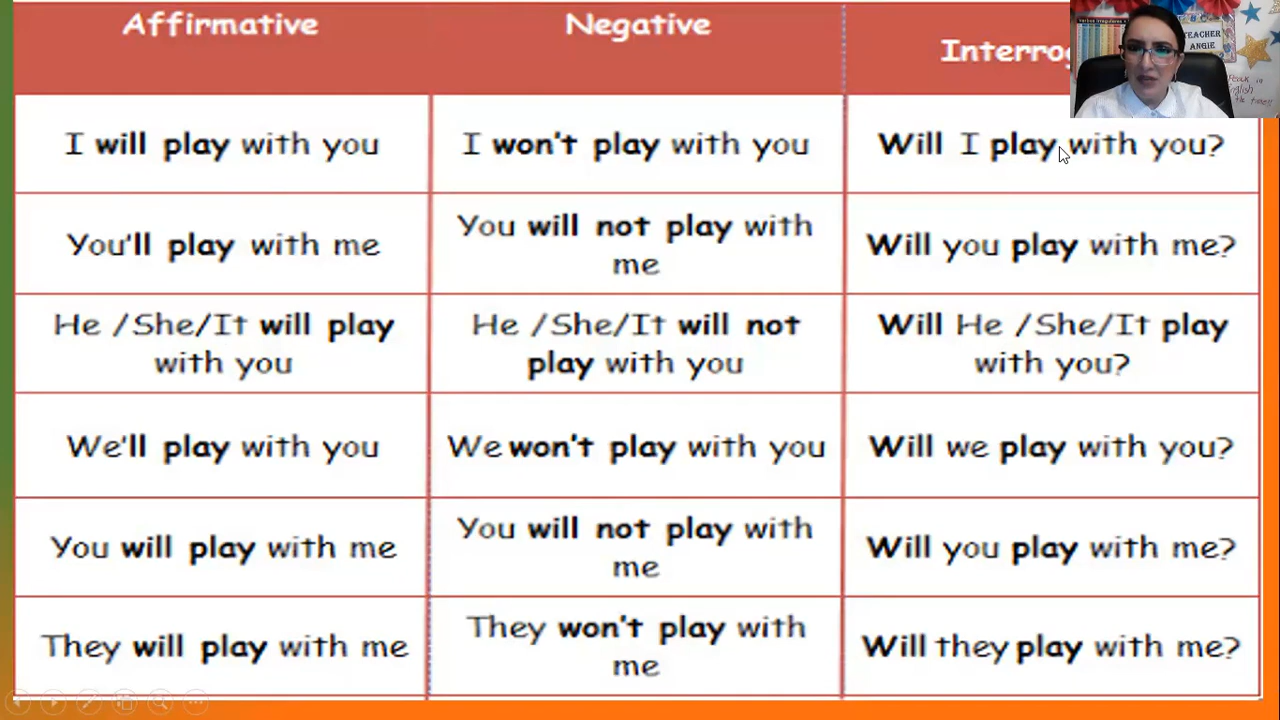 Affirmative
Negative
Interrog
TEACHER
ANGIE
I will play with you
I won't play with you
Will I play with you?
You'll play with me
You will not play with
me
Will you play with me?
He /She/It will play
with you
He /She/It will not
play with you
Will He /She/It play
with you?
We'll play with you
We won't play with you
Will we play with you?
You will play with me
You will not play with
me
Will you play with me?
They will play with me
They won't play with
me
Will they play with me?